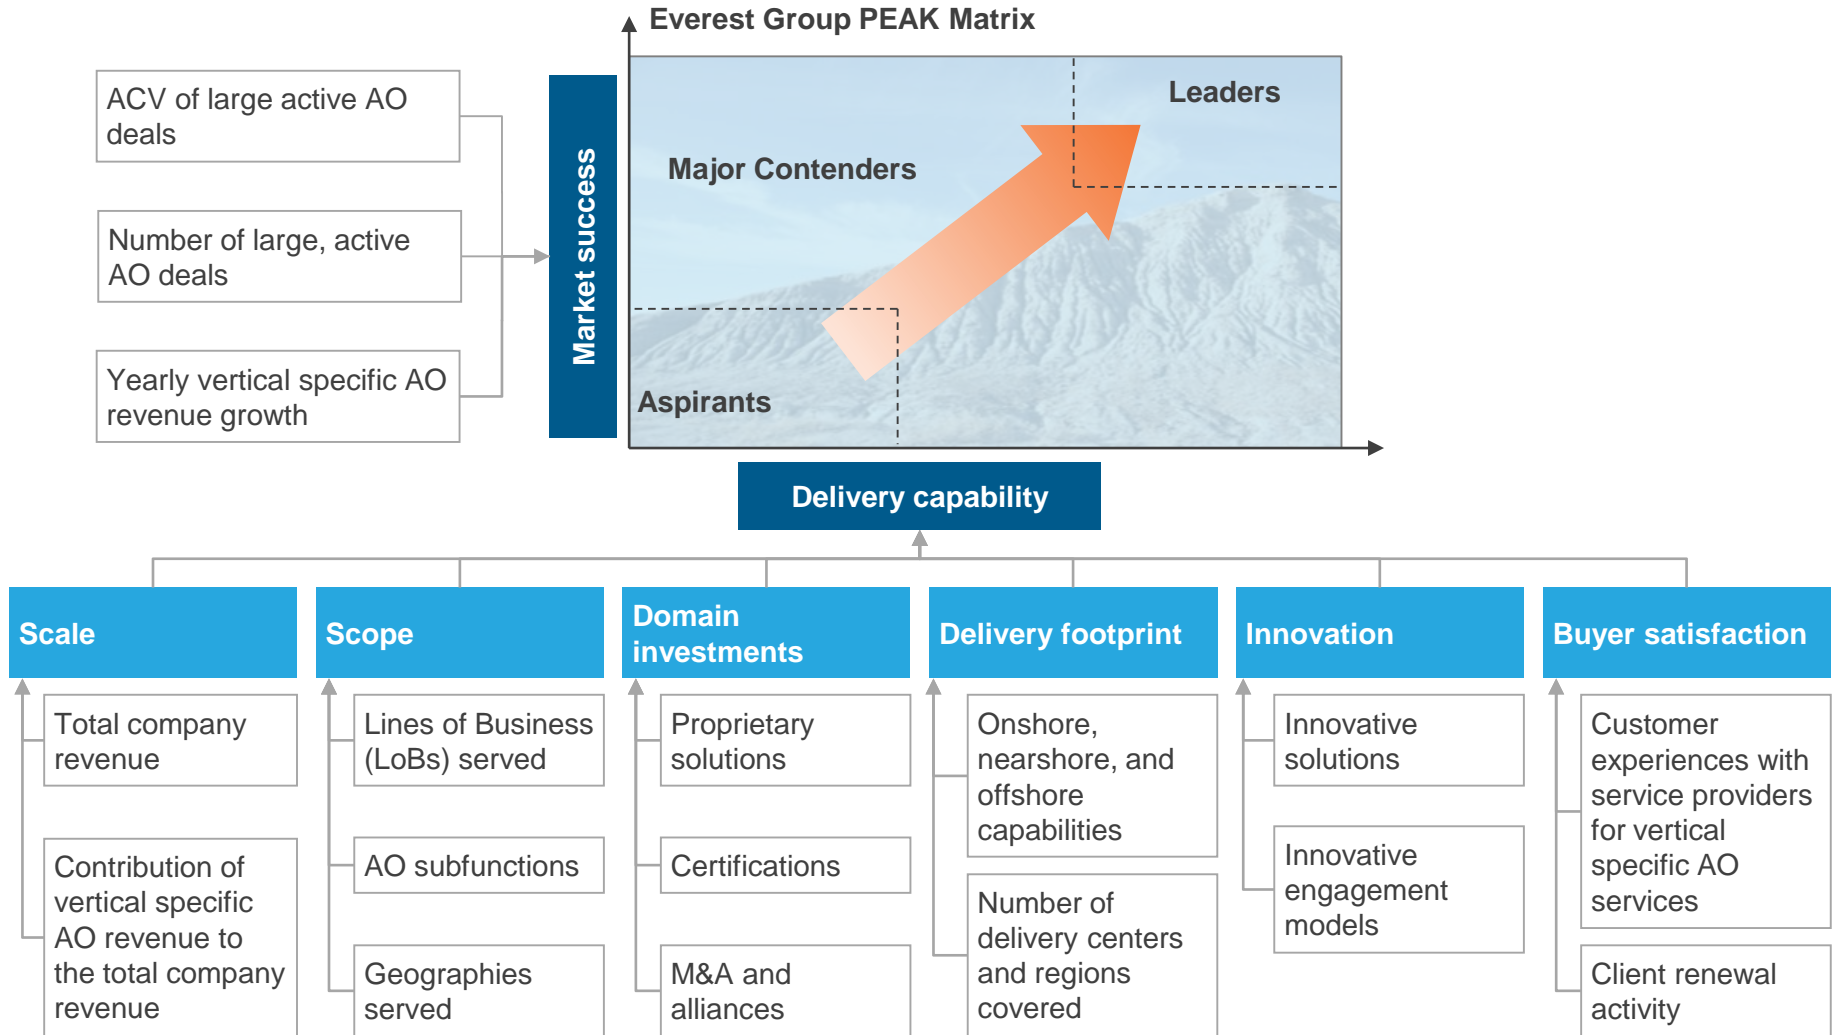 Everest Group PEAK Matrix
ACV of large active AO
deals
Number of large, active
AO deals
Yearly vertical specific AO
revenue growth
Market success
Leaders
Major Contenders
Aspirants
Delivery capability
Scale
Total company
revenue
Contribution of
vertical specific
AO revenue to
the total company
revenue
Scope
Lines of Business
(LoBs) served
AO subfunctions
Geographies
served
Domain
investments
Proprietary
solutions
Certifications
M&A and
alliances
Delivery footprint
Onshore,
nearshore, and
offshore
capabilities
Number of
delivery centers
and regions
covered
Innovation
Innovative
solutions
Innovative
engagement
models
Buyer satisfaction
Customer
experiences with
service providers
for vertical
specific AO
services
Client renewal
activity